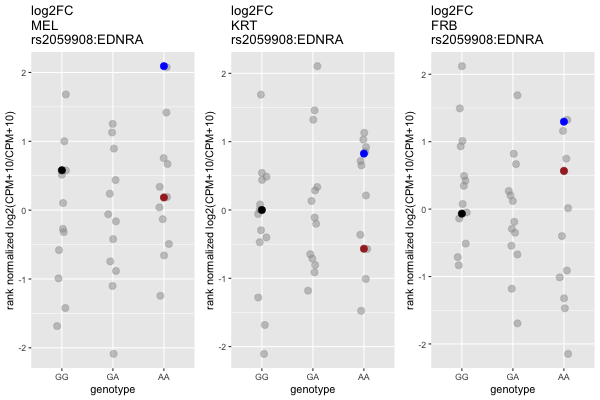 log2FC
MEL
rs2059908:EDNRA
rank normalized log2(CPM+10/CPM+10)
2
1
0
-1
-2
GG
GA
AA
genotype
log2FC
KRT
rs2059908:EDNRA
rank normalized log2(CPM+10/CPM+10)
2
1
0
-1
-2
GG
GA
AA
genotype
log2FC
FRB
rs2059908:EDNRA
rank normalized log2(CPM+10/CPM+10)
2
1
0
-1
-2
GG
GA
AA
genotype